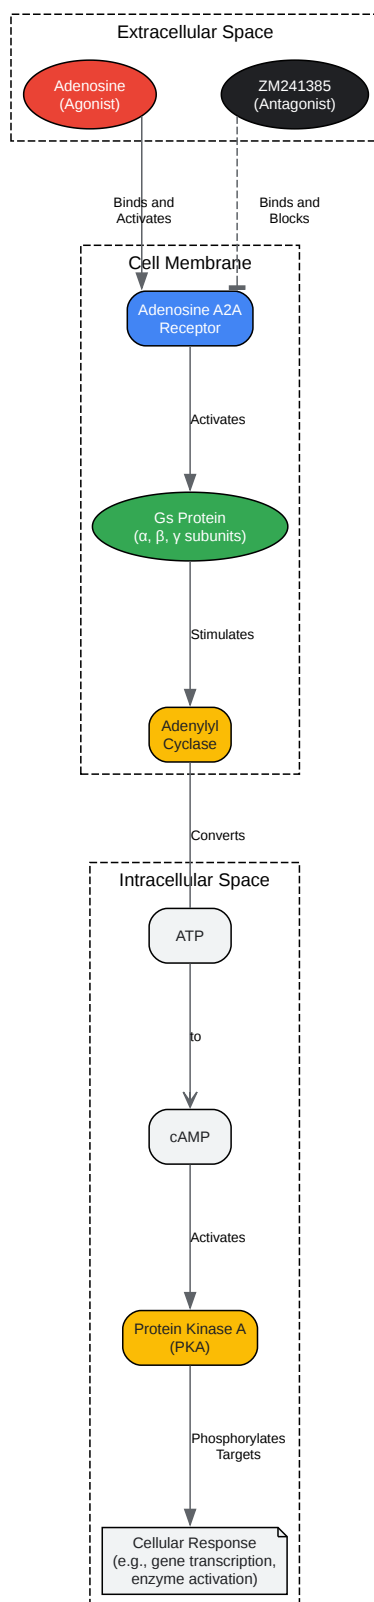 Extracellular Space
Adenosine
(Agonist)
ZM241385
(Antagonist)
Binds and
Activates
Binds and
Blocks
Cell Membrane
Adenosine A2A
Receptor
Activates
Gs Protein
(α, β, γ subunits)
Stimulates
Adenylyl
Cyclase
Converts
Intracellular Space
ATP
to
cAMP
Activates
Protein Kinase A
(PKA)
Phosphorylates
Targets
Cellular Response
(e.g., gene transcription,
enzyme activation)